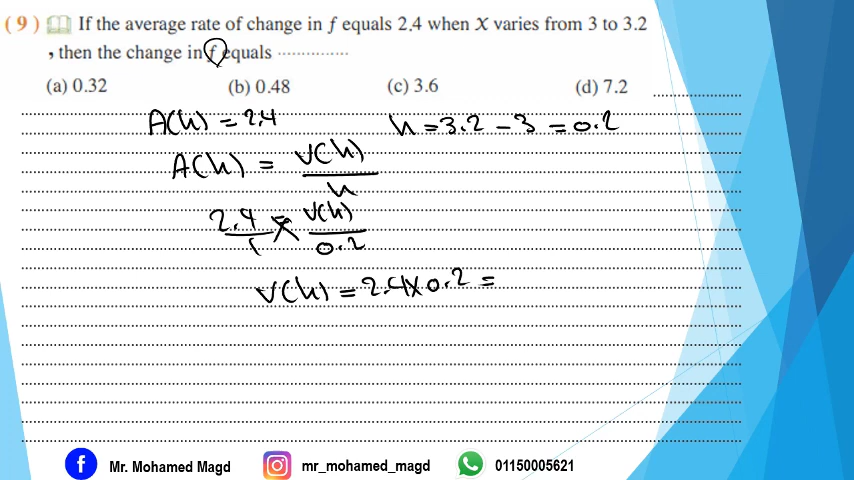 ( 9 ) If the average rate of change in f equals 2.4 when X varies from 3 to 3.2
, then the change in f equals ................
(a) 0.32 (b) 0.48 (c) 3.6 (d) 7.2
A(h) = 2.4 h = 3.2 - 3 = 0.2
A(h) = V(h)
h
2.4 = V(h)
1 0.2
V(h) = 2.4 x 0.2 =
f Mr. Mohamed Magd mr_mohamed_magd 01150005621